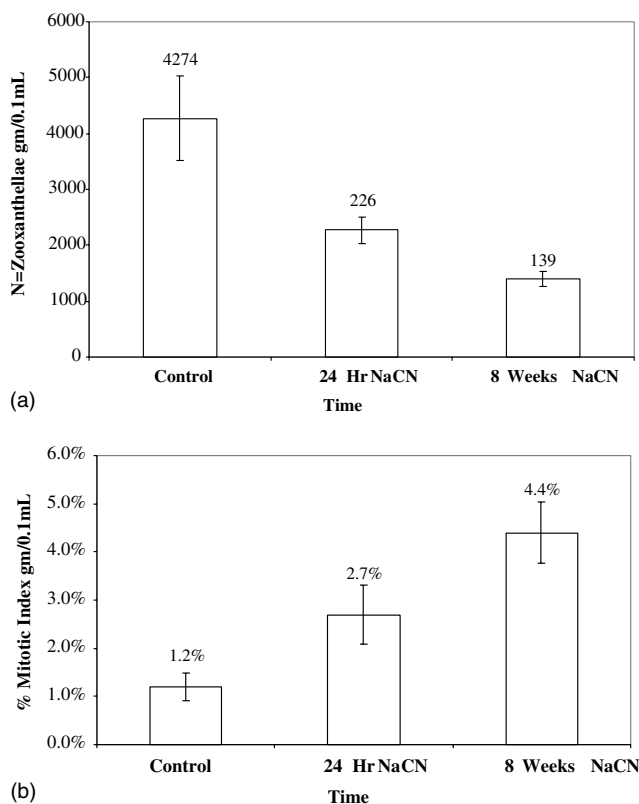 6000
5000
4000
3000
2000
1000
0
N=Zooxanthellae gm/0.1mL
4274
226
139
Control 24 Hr NaCN 8 Weeks NaCN
Time
(a)
6.0%
5.0%
4.0%
3.0%
2.0%
1.0%
0.0%
% Mitotic Index gm/0.1mL
1.2%
2.7%
4.4%
Control 24 Hr NaCN 8 Weeks NaCN
Time
(b)